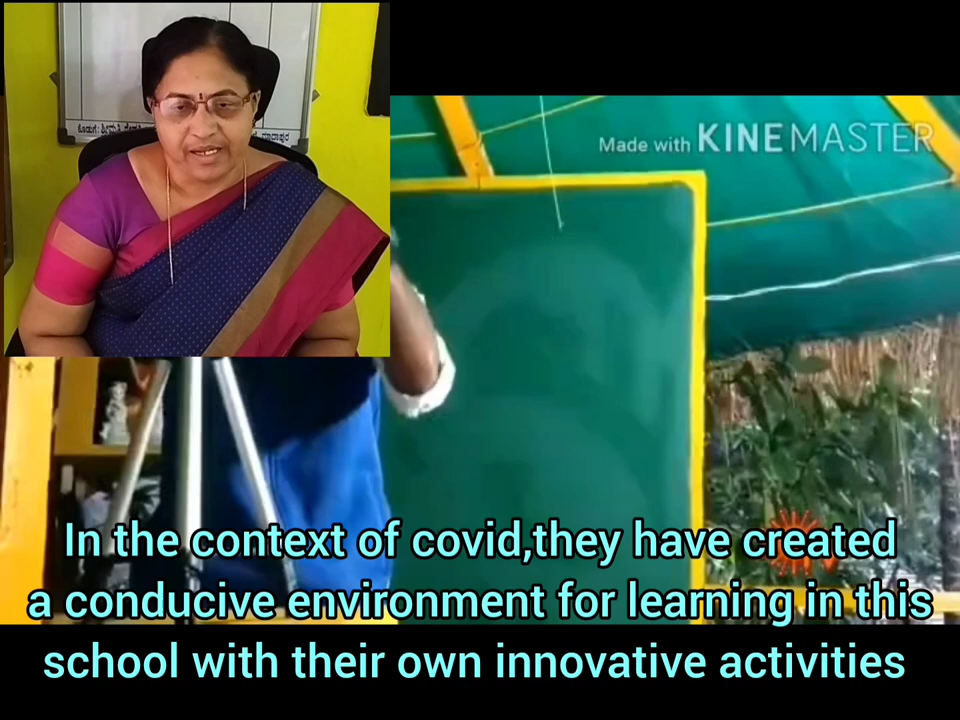 ಕೊಡುಗೆ: ಶ್ರೀಮತಿ
Made with KINEMASTER
In the context of covid,they have created
a conducive environment for learning in this
school with their own innovative activities